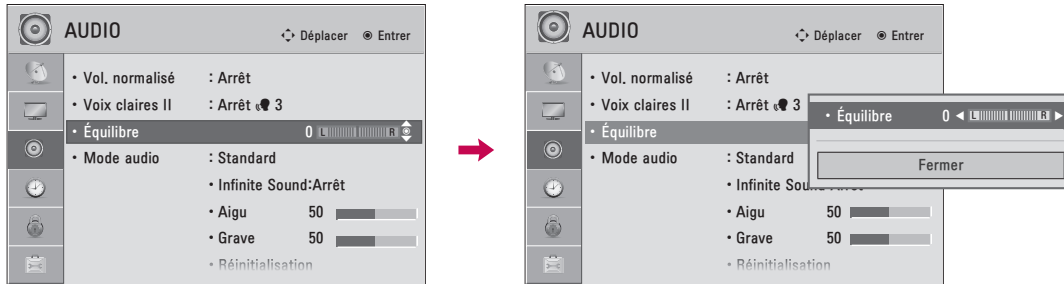 AUDIO
Déplacer Entrer
• Vol. normalisé : Arrêt
• Voix claires II : Arrêt 3
• Équilibre 0 L R
• Mode audio : Standard
• Infinite Sound:Arrêt
• Aigu 50
• Grave 50
• Réinitialisation
AUDIO
Déplacer Entrer
• Vol. normalisé : Arrêt
• Voix claires II : Arrêt 3
• Équilibre
• Mode audio : Standard
• Infinite Sound:Arrêt
• Aigu 50
• Grave 50
• Réinitialisation
• Équilibre 0 ◄ L R ►
Fermer